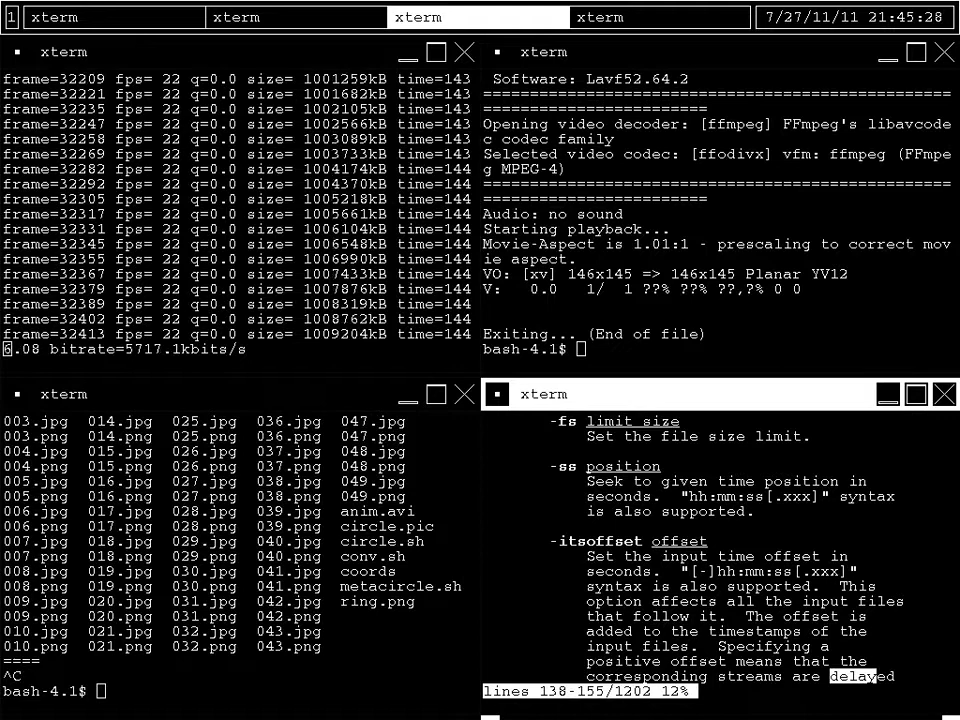 1 xterm xterm xterm xterm 7/27/11/11 21:45:28
xterm
frame=32209 fps= 22 q=0.0 size= 1001259kB time=143
frame=32221 fps= 22 q=0.0 size= 1001682kB time=143
frame=32235 fps= 22 q=0.0 size= 1002105kB time=143
frame=32247 fps= 22 q=0.0 size= 1002566kB time=143
frame=32258 fps= 22 q=0.0 size= 1003089kB time=143
frame=32269 fps= 22 q=0.0 size= 1003733kB time=143
frame=32282 fps= 22 q=0.0 size= 1004174kB time=144
frame=32292 fps= 22 q=0.0 size= 1004370kB time=144
frame=32305 fps= 22 q=0.0 size= 1005218kB time=144
frame=32317 fps= 22 q=0.0 size= 1005661kB time=144
frame=32331 fps= 22 q=0.0 size= 1006104kB time=144
frame=32345 fps= 22 q=0.0 size= 1006548kB time=144
frame=32355 fps= 22 q=0.0 size= 1006990kB time=144
frame=32367 fps= 22 q=0.0 size= 1007433kB time=144
frame=32379 fps= 22 q=0.0 size= 1007876kB time=144
frame=32389 fps= 22 q=0.0 size= 1008319kB time=144
frame=32402 fps= 22 q=0.0 size= 1008762kB time=144
frame=32413 fps= 22 q=0.0 size= 1009204kB time=144
6.08 bitrate=5717.1kbits/s
xterm
Software: Lavf52.64.2
==================================================
========================
Opening video decoder: [ffmpeg] FFmpeg's libavcode
c codec family
Selected video codec: [ffodivx] vfm: ffmpeg (FFmpe
g MPEG-4)
==================================================
========================
Audio: no sound
Starting playback...
Movie-Aspect is 1.01:1 - prescaling to correct mov
ie aspect.
VO: [xv] 146x145 => 146x145 Planar YV12
V:   0.0   1/  1 ??% ??% ??,?% 0 0
Exiting... (End of file)
bash-4.1$
xterm
003.jpg 014.jpg 025.jpg 036.jpg 047.jpg
003.png 014.png 025.png 036.png 047.png
004.jpg 015.jpg 026.jpg 037.jpg 048.jpg
004.png 015.png 026.png 037.png 048.png
005.jpg 016.jpg 027.jpg 038.jpg 049.jpg
005.png 016.png 027.png 038.png 049.png
006.jpg 017.jpg 028.jpg 039.jpg anim.avi
006.png 017.png 028.png 039.png circle.pic
007.jpg 018.jpg 029.jpg 040.jpg circle.sh
007.png 018.png 029.png 040.png conv.sh
008.jpg 019.jpg 030.jpg 041.jpg coords
008.png 019.png 030.png 041.png metacircle.sh
009.jpg 020.jpg 031.jpg 042.jpg ring.png
009.png 020.png 031.png 042.png
010.jpg 021.jpg 032.jpg 043.jpg
010.png 021.png 032.png 043.png
====
^C
bash-4.1$
xterm
-fs limit_size
Set the file size limit.
-ss position
Seek to given time position in
seconds.  "hh:mm:ss[.xxx]" syntax
is also supported.
-itsoffset offset
Set the input time offset in
seconds.  "[-]hh:mm:ss[.xxx]"
syntax is also supported.  This
option affects all the input files
that follow it.  The offset is
added to the timestamps of the
input files.  Specifying a
positive offset means that the
corresponding streams are delayed
lines 138-155/1202 12%